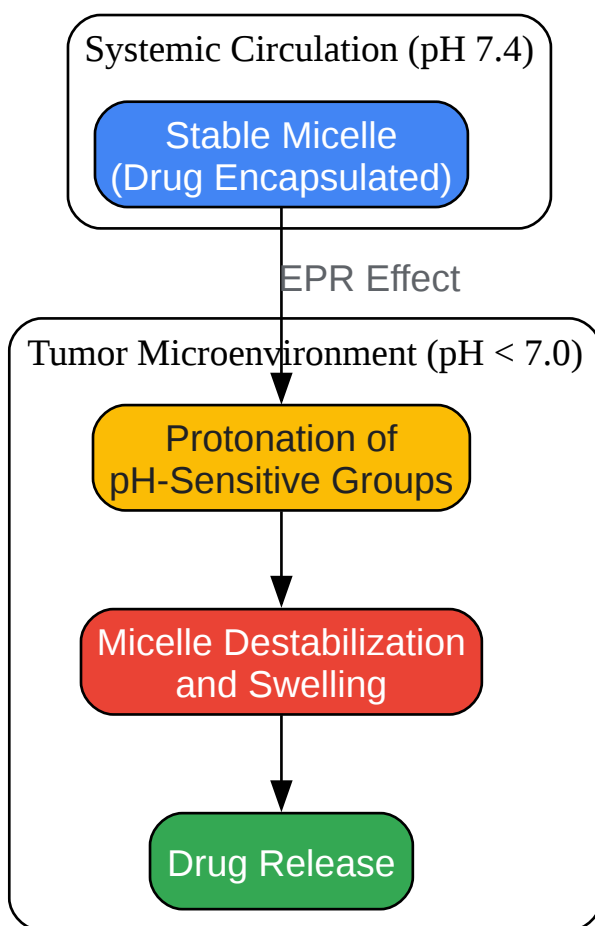 Systemic Circulation (pH 7.4)
Stable Micelle
(Drug Encapsulated)
EPR Effect
Tumor Microenvironment (pH < 7.0)
Protonation of
pH-Sensitive Groups
Micelle Destabilization
and Swelling
Drug Release